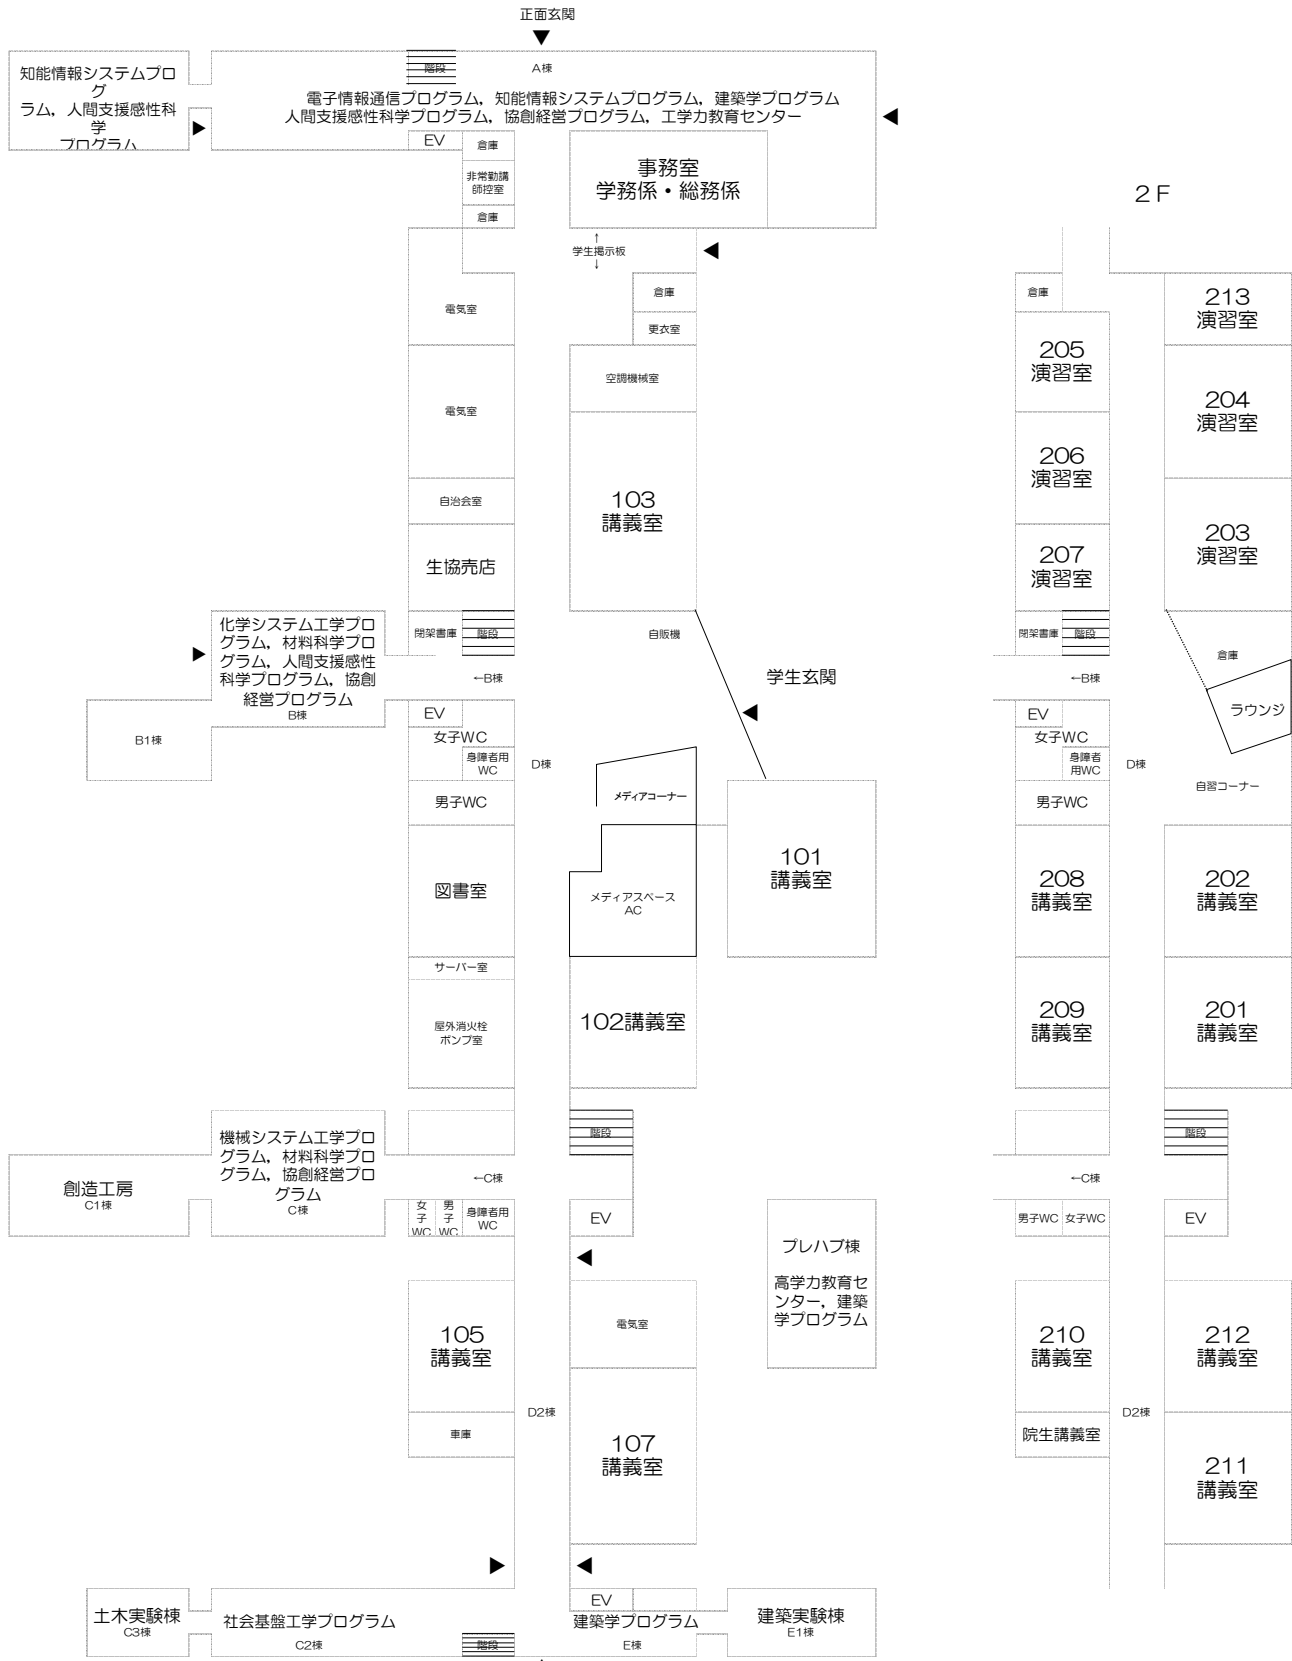 正面玄関
知能情報システムプロ
グ
ラム，人間支援感性科
学
プログラム
階段
A棟
電子情報通信プログラム，知能情報システムプログラム，建築学プログラム
人間支援感性科学プログラム，協創経営プログラム，工学力教育センター
EV
倉庫
非常勤講
師控室
倉庫
事務室
学務係・総務係
↑
学生掲示板
↓
電気室
倉庫
更衣室
空調機械室
電気室
自治会室
103
講義室
生協売店
化学システム工学プロ
グラム，材料科学プロ
グラム，人間支援感性
科学プログラム，協創
経営プログラム
B棟
閉架書庫
階段
自販機
←B棟
学生玄関
B1棟
EV
女子WC
身障者用
WC
D棟
男子WC
メディアコーナー
101
講義室
図書室
メディアスペース
AC
サーバー室
屋外消火栓
ポンプ室
102講義室
機械システム工学プロ
グラム，材料科学プロ
グラム，協創経営プロ
グラム
C棟
階段
創造工房
C1棟
←C棟
女
子
WC
男
子
WC
身障者用
WC
EV
プレハブ棟
高学力教育セ
ンター，建築
学プログラム
105
講義室
電気室
車庫
D2棟
107
講義室
土木実験棟
C3棟
社会基盤工学プログラム
C2棟
階段
EV
建築学プログラム
E棟
建築実験棟
E1棟
２Ｆ
倉庫
213
演習室
205
演習室
204
演習室
206
演習室
203
演習室
207
演習室
閉架書庫
階段
倉庫
←B棟
ラウンジ
EV
女子WC
身障者
用WC
D棟
自習コーナー
男子WC
208
講義室
202
講義室
209
講義室
201
講義室
階段
←C棟
男子WC
女子WC
EV
210
講義室
212
講義室
院生講義室
D2棟
211
講義室